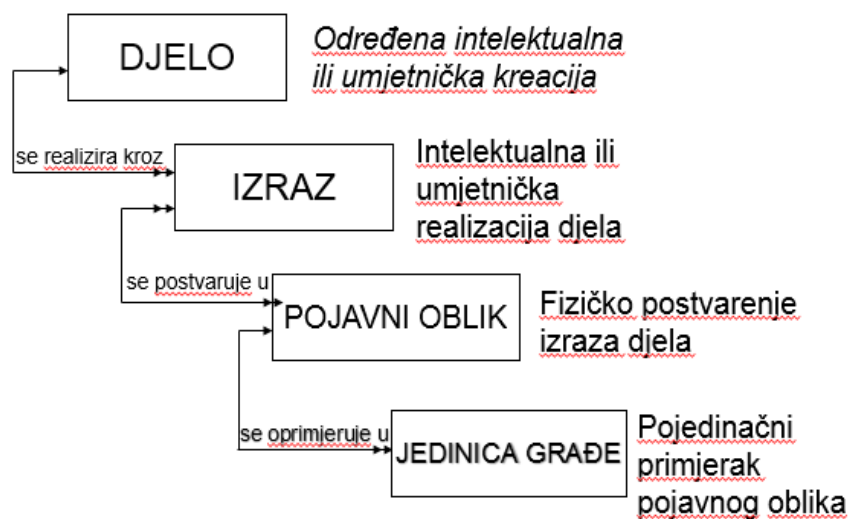 DJELO
Određena intelektualna
ili umjetnička kreacija
se realizira kroz
IZRAZ
Intelektualna ili
umjetnička
realizacija djela
se postvaruje u
POJAVNI OBLIK
Fizičko postvarenje
izraza djela
se oprimjeruje u
JEDINICA GRAĐE
Pojedinačni
primjerak
pojavnog oblika